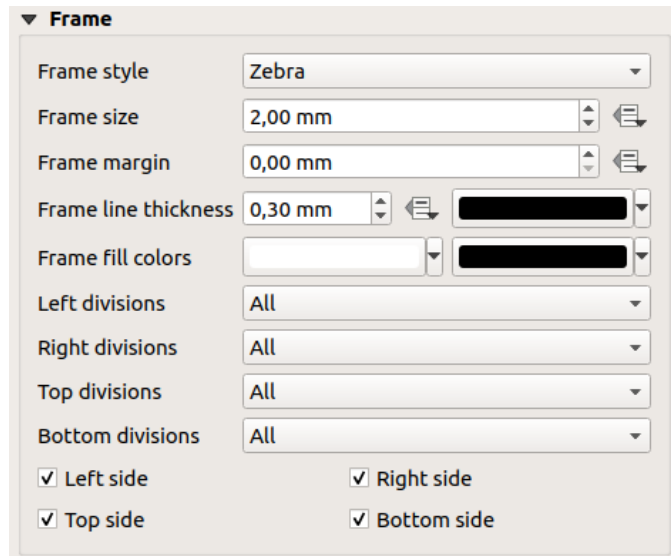 Frame
Frame style Zebra
Frame size 2,00 mm
Frame margin 0,00 mm
Frame line thickness 0,30 mm
Frame fill colors
Left divisions All
Right divisions All
Top divisions All
Bottom divisions All
Left side Right side
Top side Bottom side